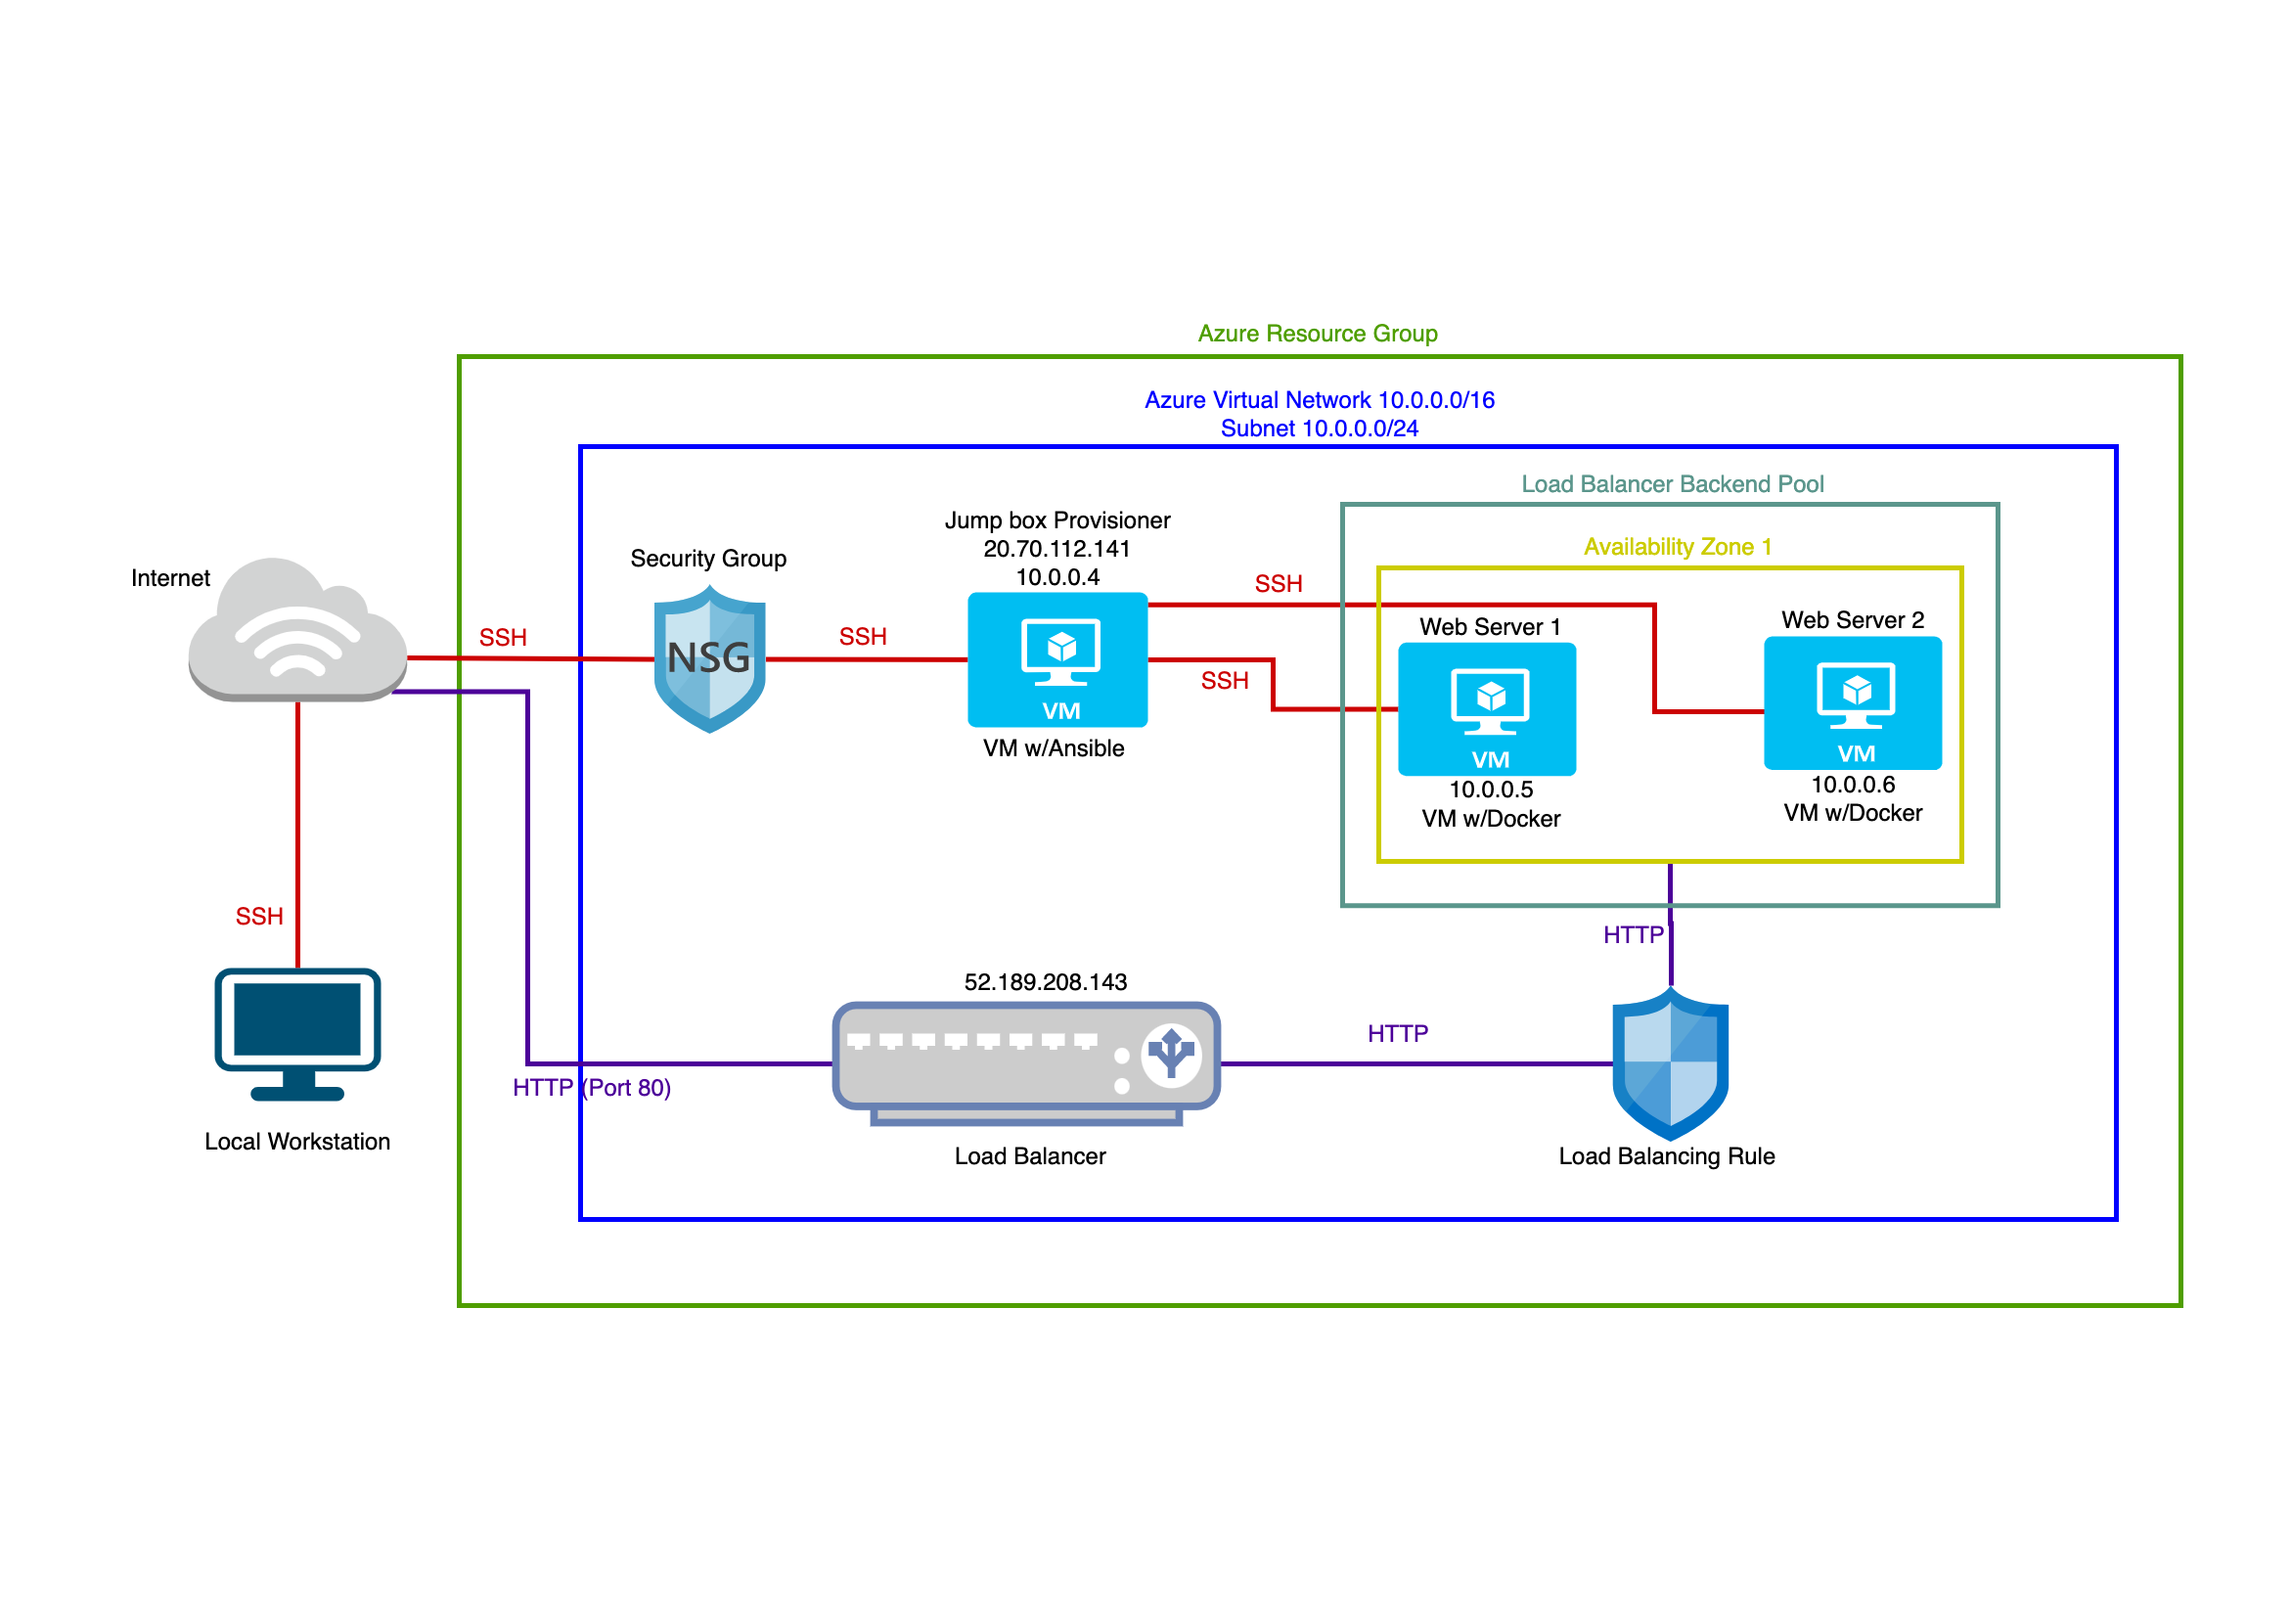 Azure Resource Group
Azure Virtual Network 10.0.0.0/16
Subnet 10.0.0.0/24
Load Balancer Backend Pool
Availability Zone 1
Internet
SSH
Security Group
NSG
SSH
Jump box Provisioner
20.70.112.141
10.0.0.4
VM
VM w/Ansible
SSH
SSH
Web Server 1
VM
10.0.0.5
VM w/Docker
Web Server 2
VM
10.0.0.6
VM w/Docker
SSH
Local Workstation
HTTP (Port 80)
52.189.208.143
Load Balancer
HTTP
HTTP
Load Balancing Rule